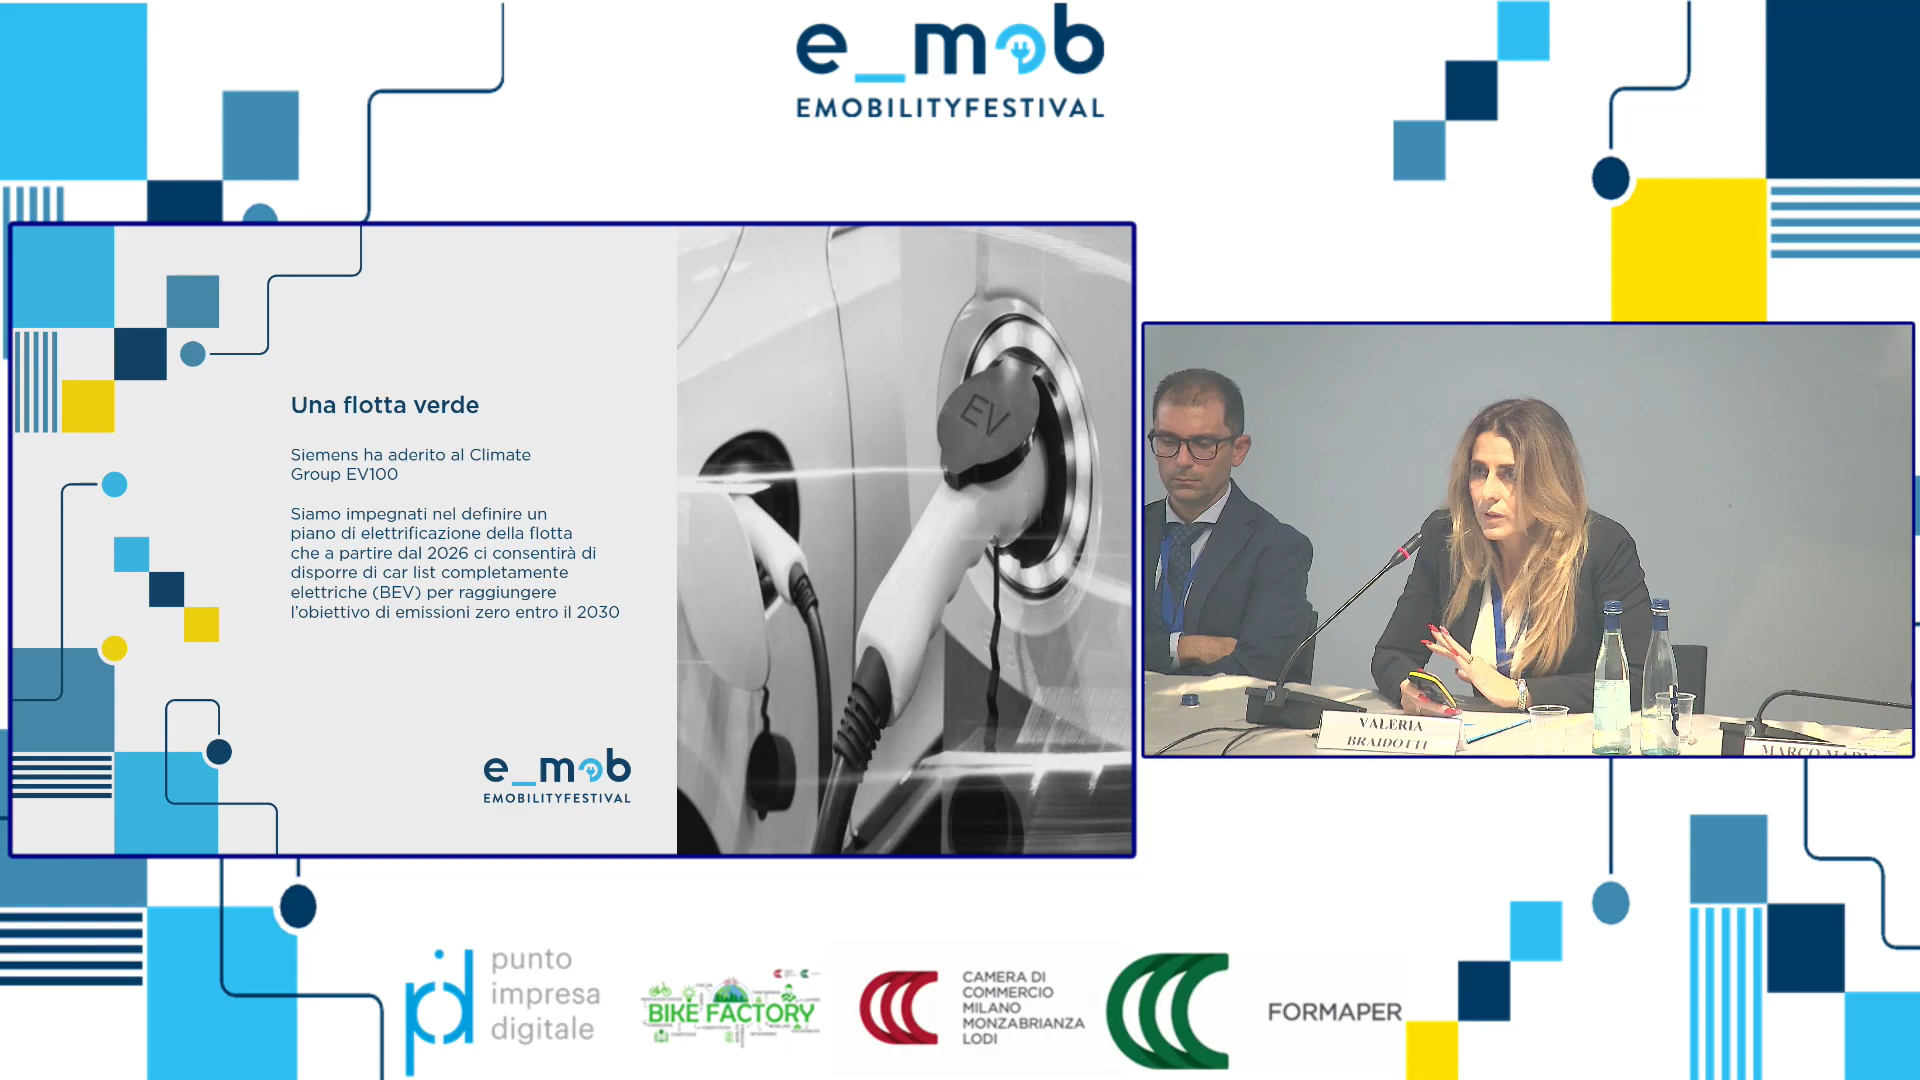 e_mob
EMOBILITYFESTIVAL
Una flotta verde
Siemens ha aderito al Climate
Group EV100
Siamo impegnati nel definire un
piano di elettrificazione della flotta
che a partire dal 2026 ci consentirà di
disporre di car list completamente
elettriche (BEV) per raggiungere
l'obiettivo di emissioni zero entro il 2030
e_mob
EMOBILITYFESTIVAL
EV
VALERIA
BRAIDOTTI
MARCO
pid
punto
impresa
digitale
BIKE FACTORY
CAMERA DI
COMMERCIO
MILANO
MONZABRIANZA
LODI
FORMAPER